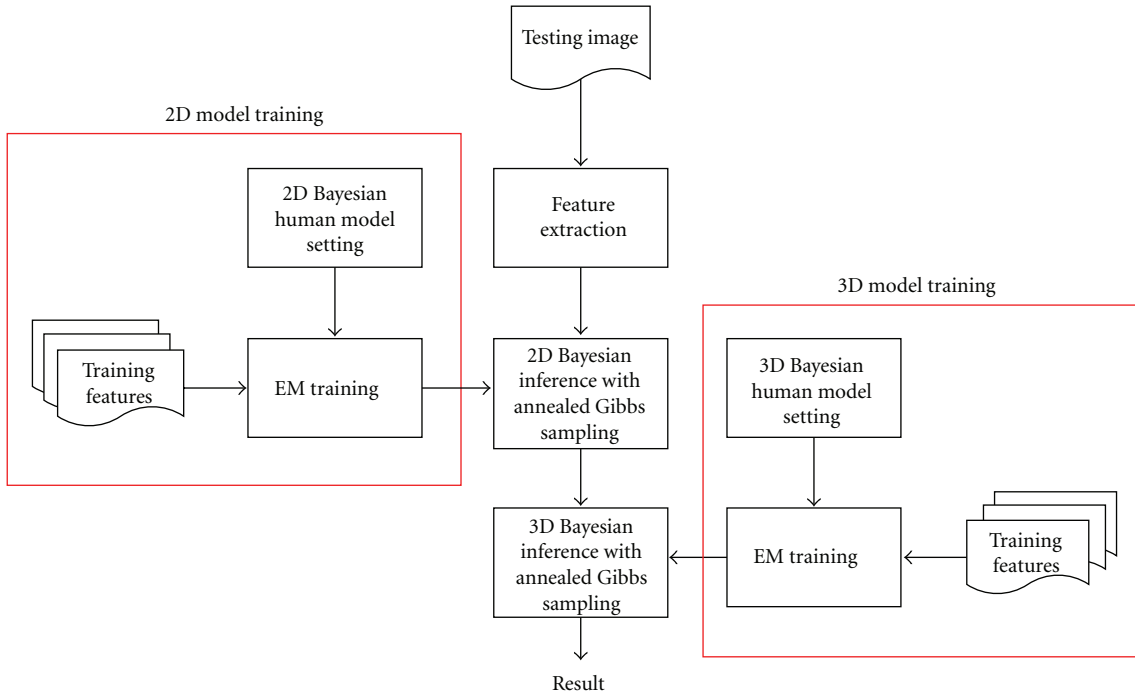 Testing image
2D model training
2D Bayesian
human model
setting
Feature
extraction
3D model training
Training
features
EM training
2D Bayesian
inference with
annealed Gibbs
sampling
3D Bayesian
human model
setting
3D Bayesian
inference with
annealed Gibbs
sampling
EM training
Training
features
Result